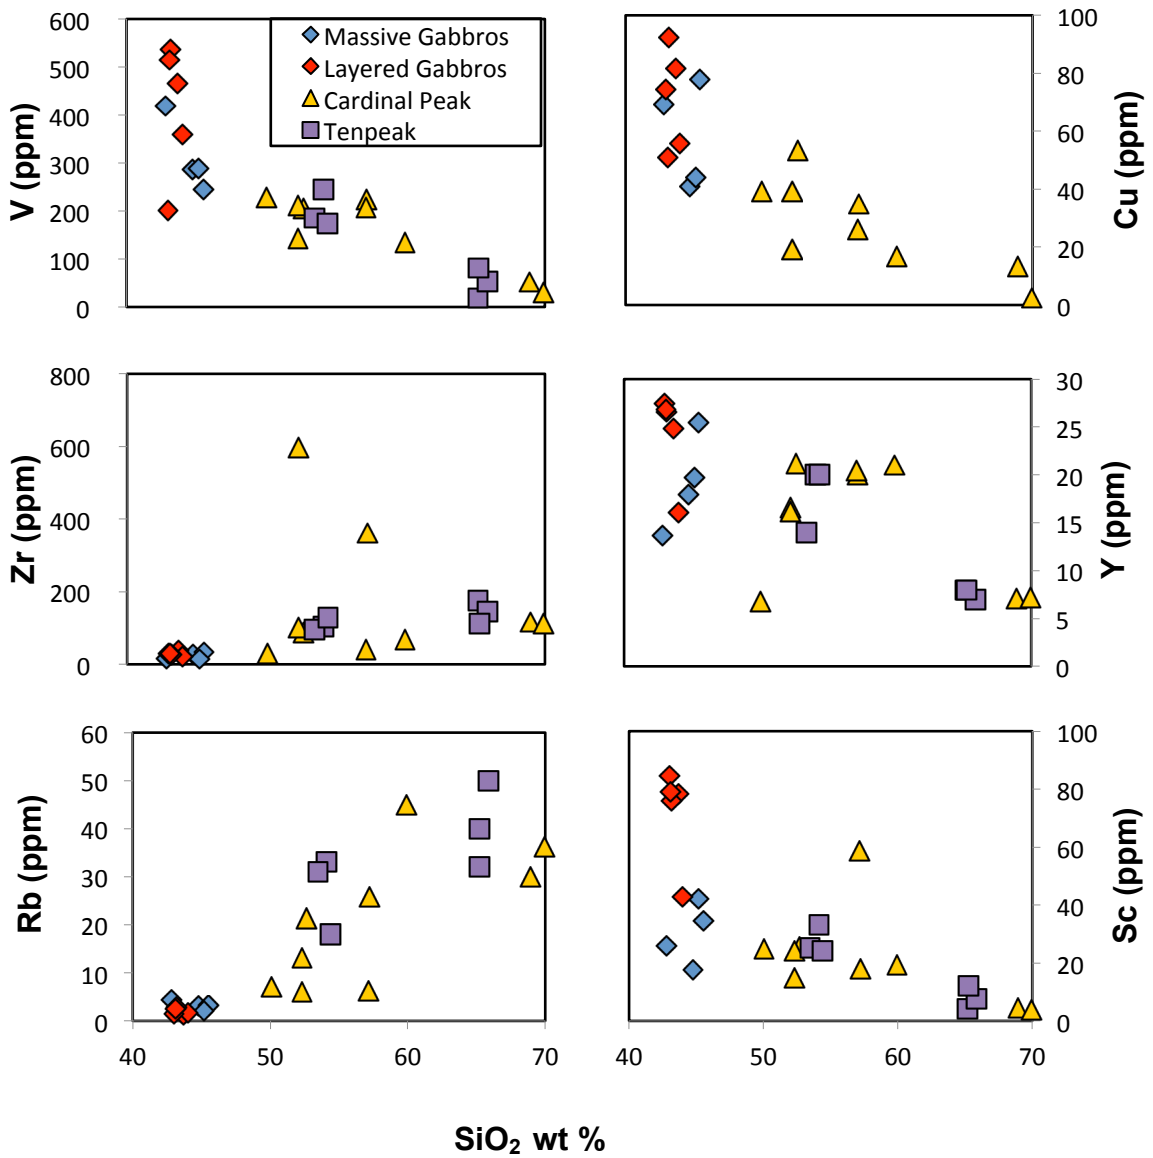 600
500
400
300
200
100
0
V (ppm)
Massive Gabbros
Layered Gabbros
Cardinal Peak
Tenpeak
100
80
60
40
20
0
Cu (ppm)
800
600
400
200
0
Zr (ppm)
30
25
20
15
10
5
0
Y (ppm)
60
50
40
30
20
10
0
Rb (ppm)
40 50 60 70
100
80
60
40
20
0
Sc (ppm)
40 50 60 70
SiO₂ wt %